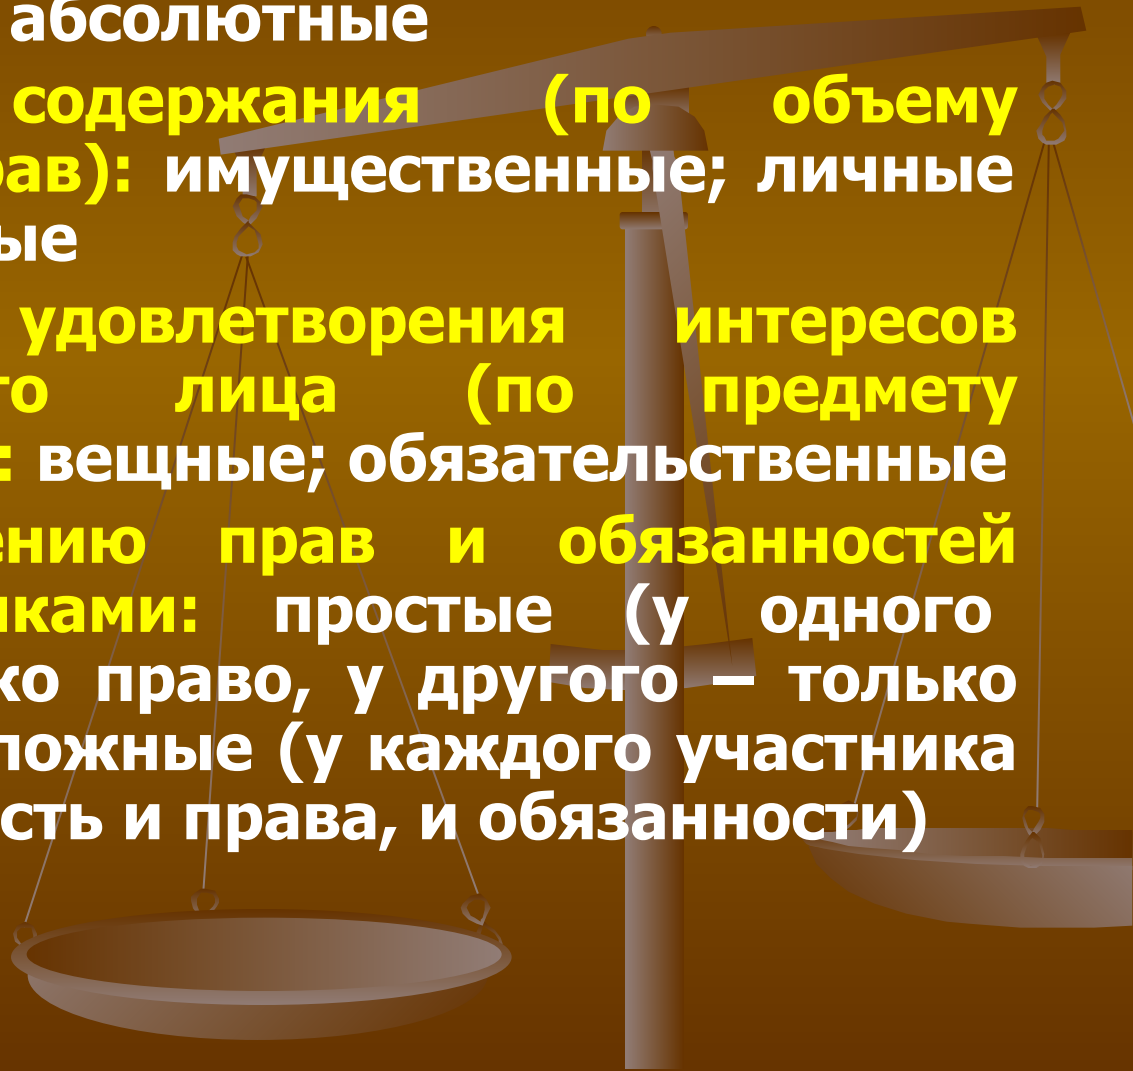 абсолютные
содержания (по объему
рав): имущественные; личные
ые
удовлетворения интересов
го лица (по предмету
: вещные; обязательственные
ению прав и обязанностей
иками: простые (у одного
ко право, у другого – только
ложные (у каждого участника
есть и права, и обязанности)